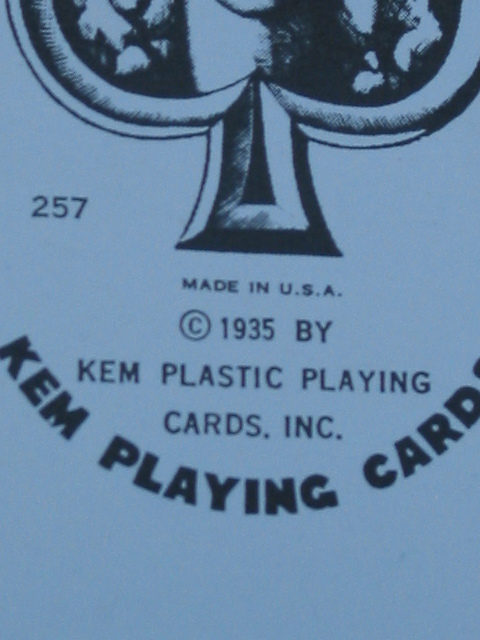 257
MADE IN U.S.A.
© 1935 BY
KEM PLASTIC PLAYING
CARDS, INC.
KEM PLAYING CARDS